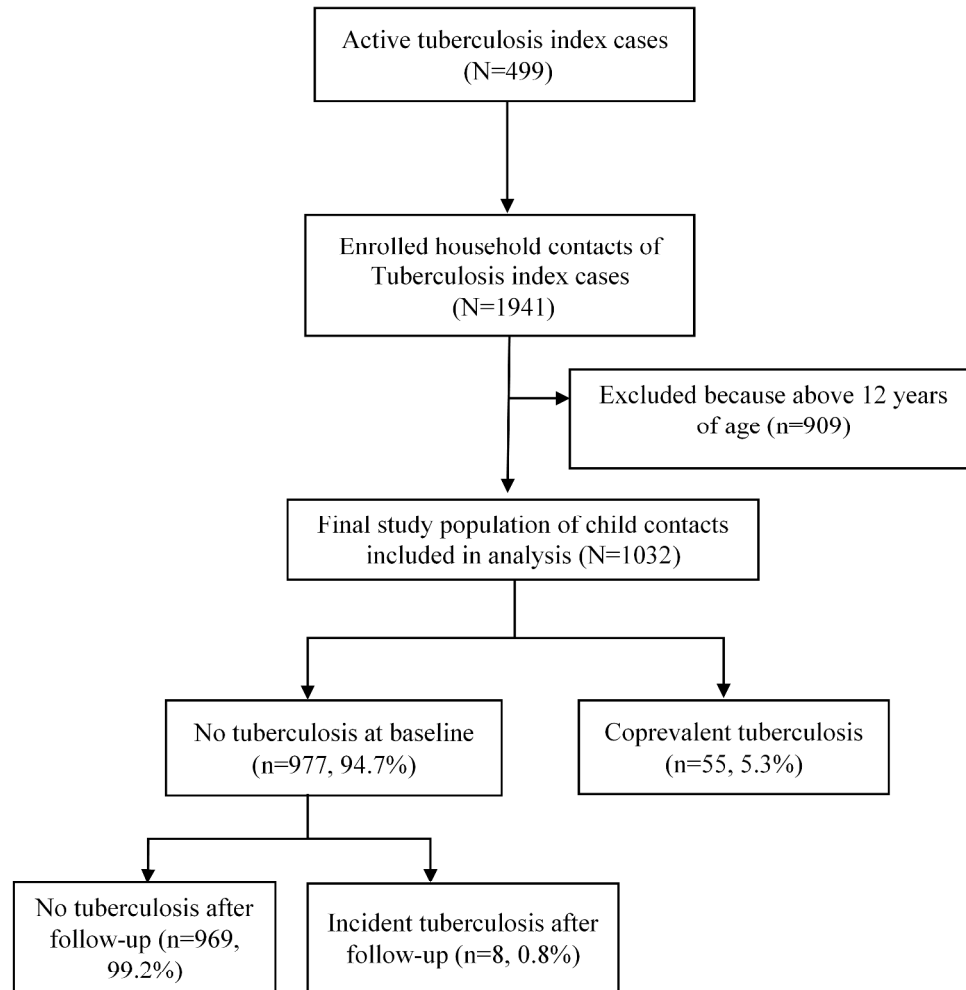 Active tuberculosis index cases
(N=499)
Enrolled household contacts of
Tuberculosis index cases
(N=1941)
Excluded because above 12 years
of age (n=909)
Final study population of child contacts
included in analysis (N=1032)
No tuberculosis at baseline
(n=977, 94.7%)
Coprevalent tuberculosis
(n=55, 5.3%)
No tuberculosis after
follow-up (n=969,
99.2%)
Incident tuberculosis after
follow-up (n=8, 0.8%)